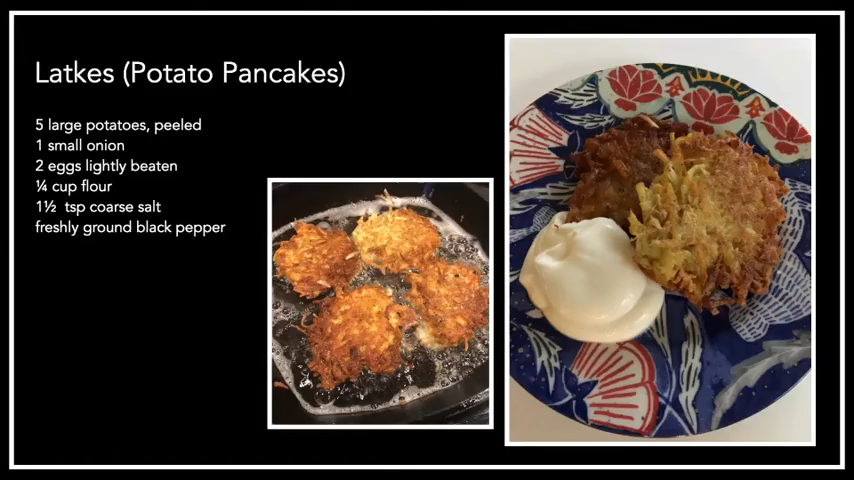 Latkes (Potato Pancakes)
5 large potatoes, peeled
1 small onion
2 eggs lightly beaten
¼ cup flour
1½ tsp coarse salt
freshly ground black pepper